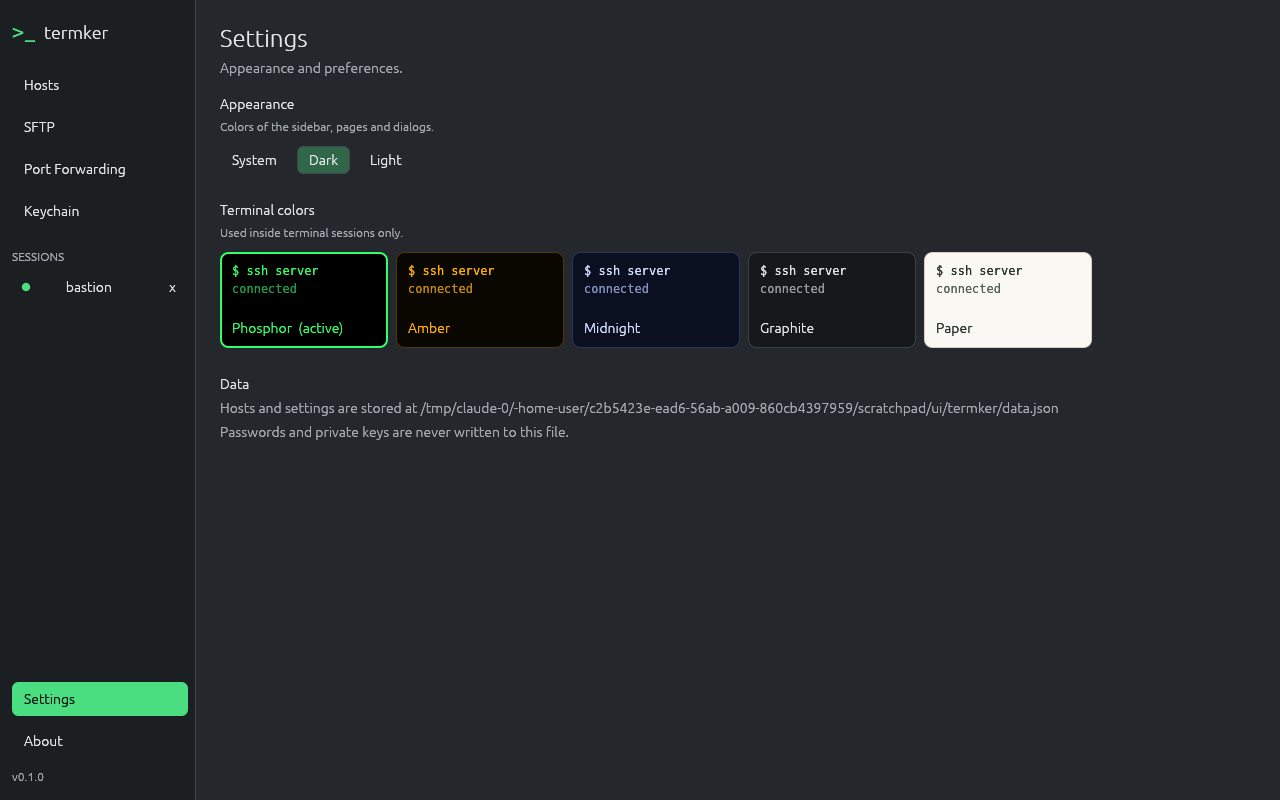 >_ termker
Hosts
SFTP
Port Forwarding
Keychain
SESSIONS
bastion x
Settings
About
v0.1.0
Settings
Appearance and preferences.
Appearance
Colors of the sidebar, pages and dialogs.
System Dark Light
Terminal colors
Used inside terminal sessions only.
$ ssh server
connected
Phosphor (active)
$ ssh server
connected
Amber
$ ssh server
connected
Midnight
$ ssh server
connected
Graphite
$ ssh server
connected
Paper
Data
Hosts and settings are stored at /tmp/claude-0/-home-user/c2b5423e-ead6-56ab-a009-860cb4397959/scratchpad/ui/termker/data.json
Passwords and private keys are never written to this file.